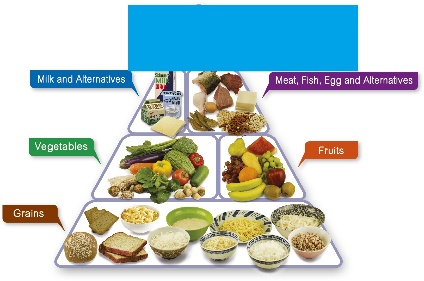 Milk and Alternatives
Meat, Fish, Egg and Alternatives
Vegetables
Fruits
Grains